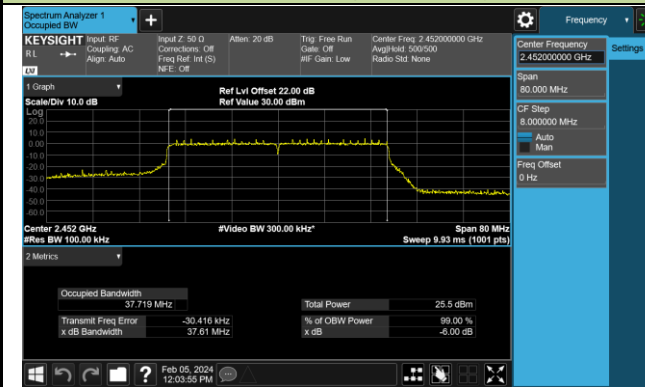 Spectrum Analyzer 1
Occupied BW
Frequency
KEYSIGHT
R L
Input: RF
Coupling: AC
Align: Auto
Input Z: 50 Ω
Corrections: Off
Freq Ref: Int (S)
NFE: Off
Atten: 20 dB
Trig: Free Run
Gate: Off
#IF Gain: Low
Center Freq: 2.452000000 GHz
Avg|Hold: 500/500
Radio Std: None
LXI
1 Graph
Ref Lvl Offset 22.00 dB
Scale/Div 10.0 dB
Ref Value 30.00 dBm
Log
20.0
10.0
0.00
-10.0
-20.0
-30.0
-40.0
-50.0
-60.0
Center 2.452 GHz
#Video BW 300.00 kHz*
Span 80 MHz
#Res BW 100.00 kHz
Sweep 9.93 ms (1001 pts)
2 Metrics
Occupied Bandwidth
37.719 MHz
Total Power
25.5 dBm
Transmit Freq Error
-30.416 kHz
% of OBW Power
99.00 %
x dB Bandwidth
37.61 MHz
x dB
-6.00 dB
Feb 05, 2024
12:03:55 PM
Center Frequency
2.452000000 GHz
Settings
Span
80.000 MHz
CF Step
8.000000 MHz
Auto
Man
Freq Offset
0 Hz